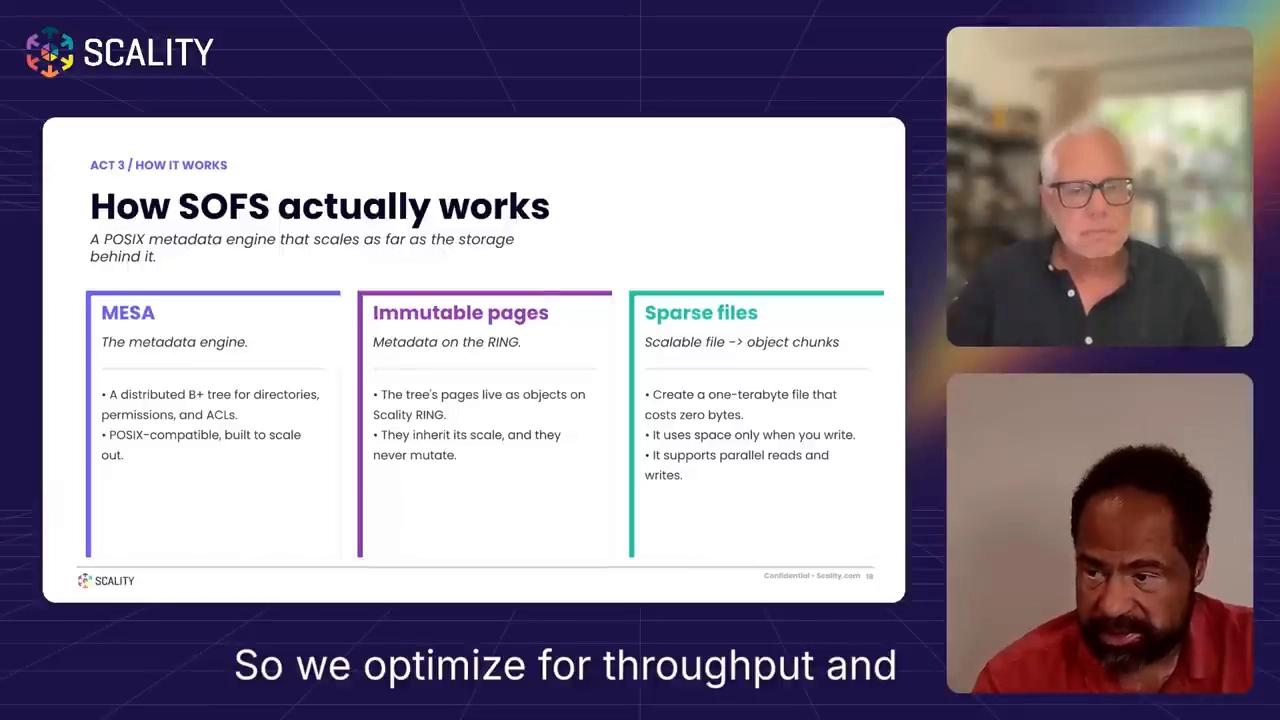 SCALITY
ACT 3 / HOW IT WORKS
How SOFS actually works
A POSIX metadata engine that scales as far as the storage
behind it.
MESA
The metadata engine.
• A distributed B+ tree for directories,
permissions, and ACLs.
• POSIX-compatible, built to scale
out.
Immutable pages
Metadata on the RING.
• The tree's pages live as objects on
Scality RING.
• They inherit its scale, and they
never mutate.
Sparse files
Scalable file -> object chunks
• Create a one-terabyte file that
costs zero bytes.
• It uses space only when you write.
• It supports parallel reads and
writes.
SCALITY
Confidential • Scality.com 18
So we optimize for throughput and